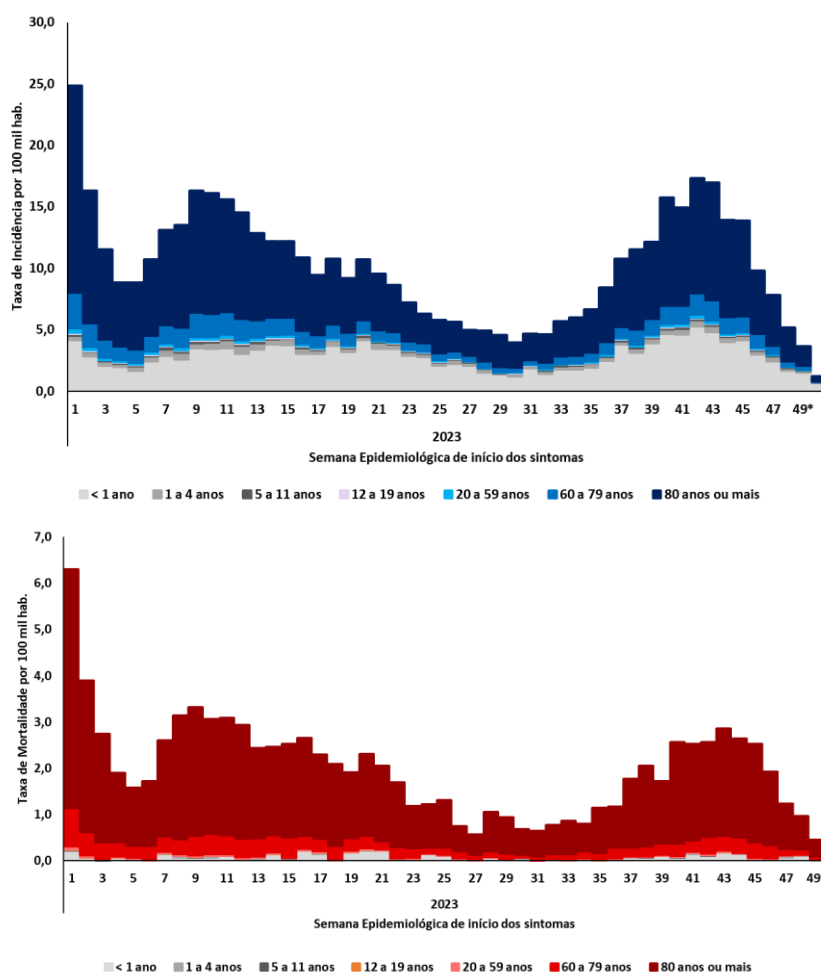 30,0
25,0
20,0
15,0
10,0
5,0
0,0
Taxa de Incidência por 100 mil hab.
1 3 5 7 9 11 13 15 17 19 21 23 25 27 29 31 33 35 37 39 41 43 45 47 49*
2023
Semana Epidemiológica de início dos sintomas
< 1 ano 1 a 4 anos 5 a 11 anos 12 a 19 anos 20 a 59 anos 60 a 79 anos 80 anos ou mais
7,0
6,0
5,0
4,0
3,0
2,0
1,0
0,0
Taxa de Mortalidade por 100 mil hab.
1 3 5 7 9 11 13 15 17 19 21 23 25 27 29 31 33 35 37 39 41 43 45 47 49*
2023
Semana Epidemiológica de início dos sintomas
< 1 ano 1 a 4 anos 5 a 11 anos 12 a 19 anos 20 a 59 anos 60 a 79 anos 80 anos ou mais